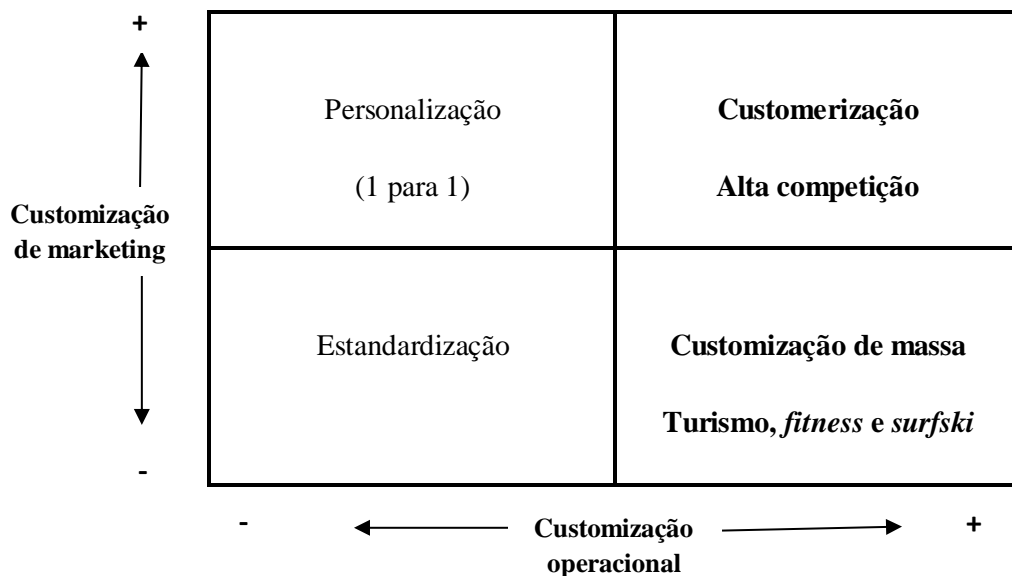 +
Personalização
Customerização
(1 para 1)
Alta competição
Customização
de marketing
Estandardização
Customização de massa
Turismo, fitness e surfski
-
-
Customização
operacional
+